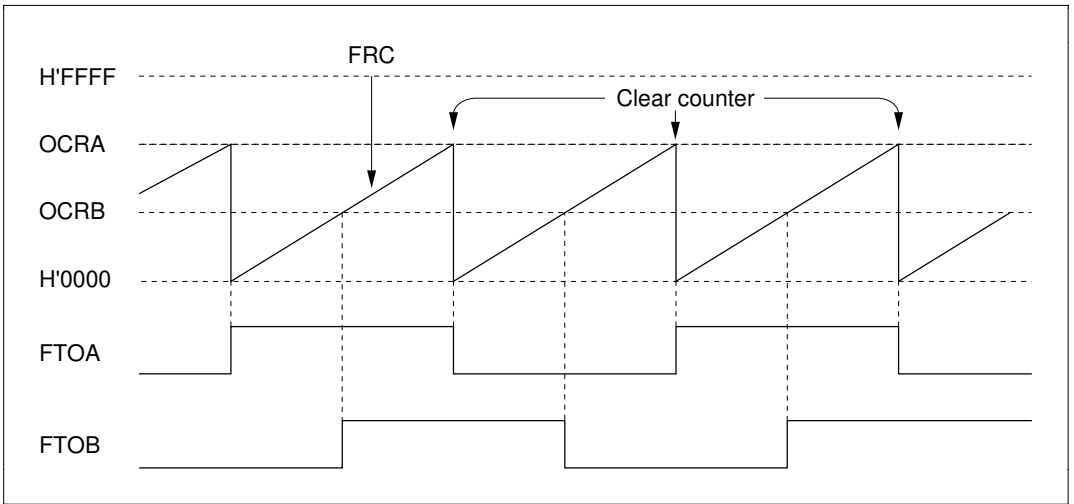 FRC
H'FFFF
Clear counter
OCRA
OCRB
H'0000
FTOA
FTOB